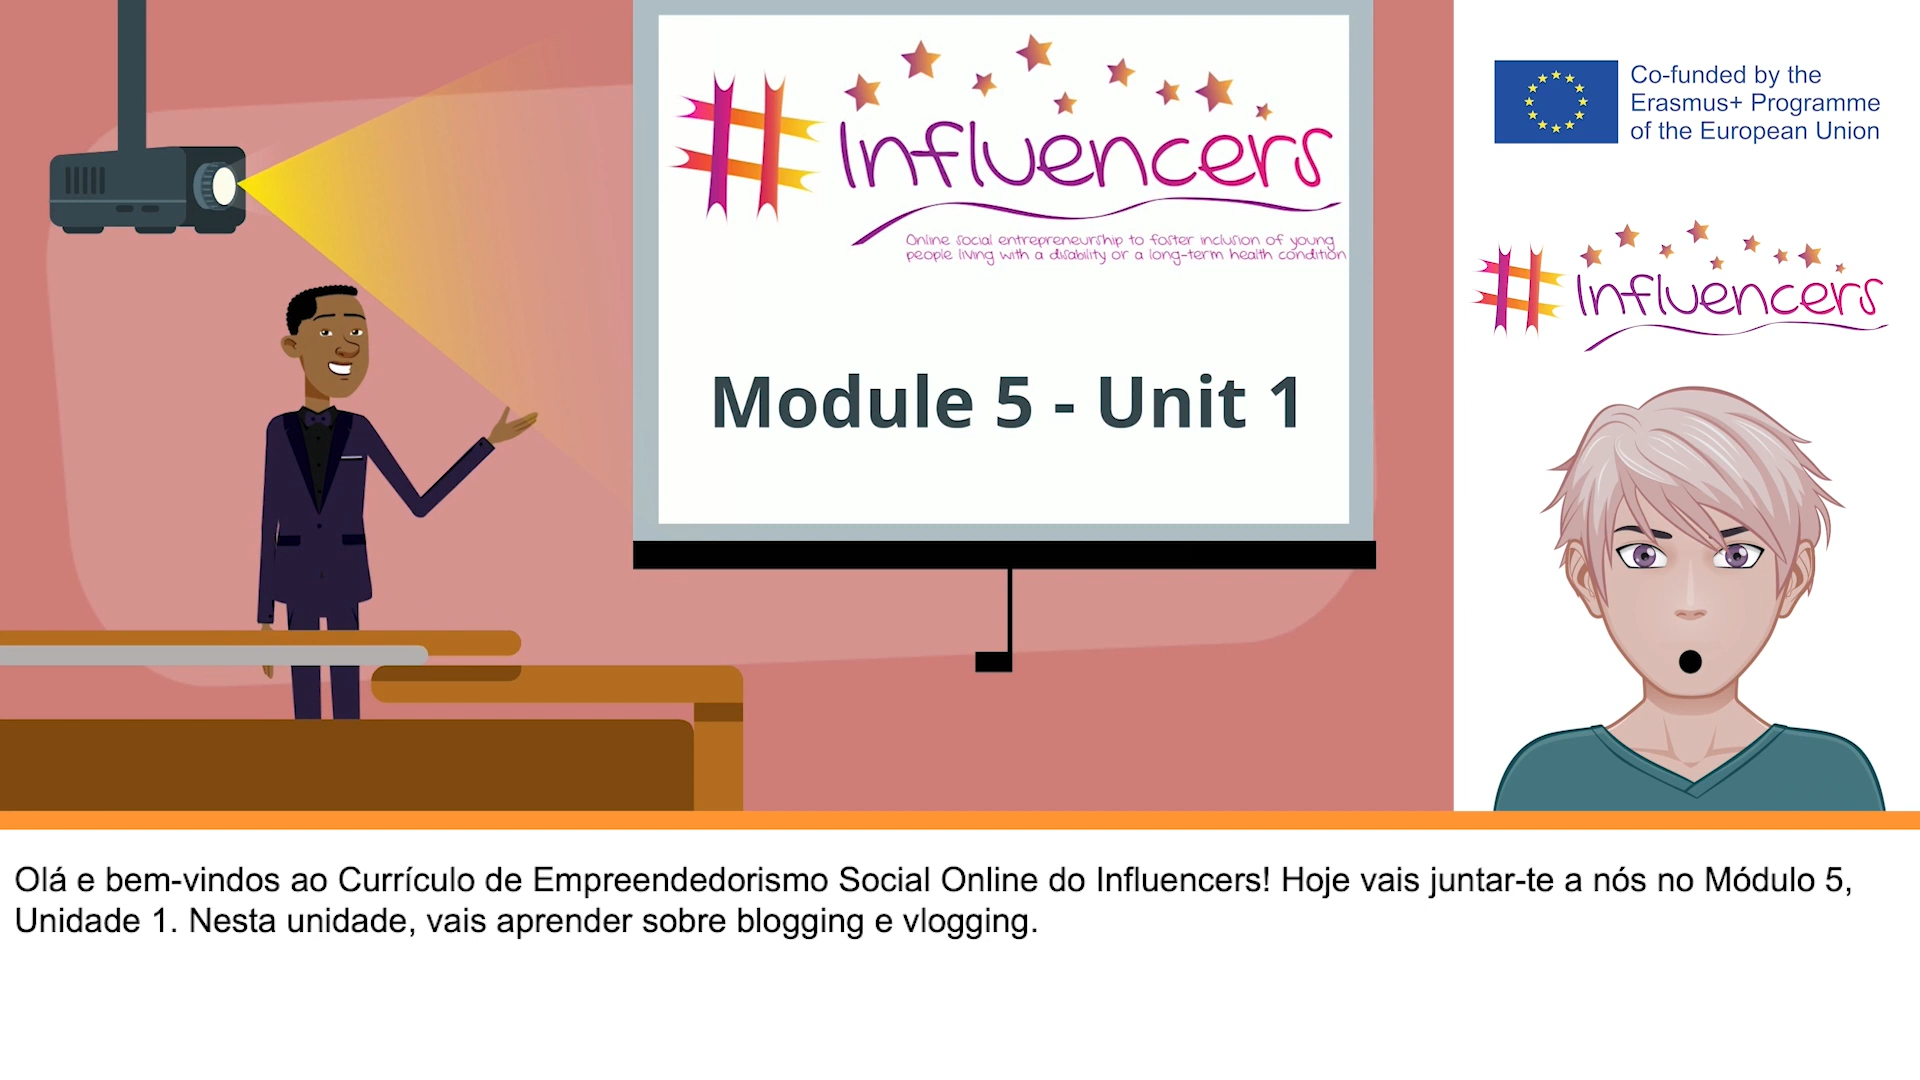 #Influencers
Online social entrepreneurship to foster inclusion of young
people living with a disability or a long-term health condition
Module 5 - Unit 1
Co-funded by the
Erasmus+ Programme
of the European Union
#Influencers
Olá e bem-vindos ao Currículo de Empreendedorismo Social Online do Influencers! Hoje vais juntar-te a nós no Módulo 5,
Unidade 1. Nesta unidade, vais aprender sobre blogging e vlogging.